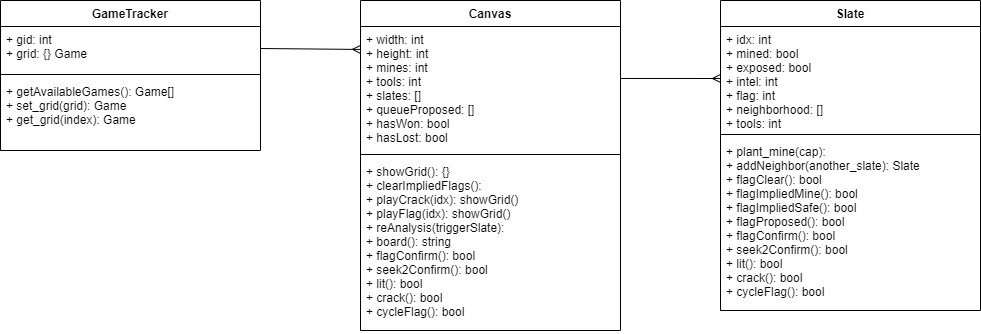 GameTracker
+ gid: int
+ grid: {} Game
+ getAvailableGames(): Game[]
+ set_grid(grid): Game
+ get_grid(index): Game
Canvas
+ width: int
+ height: int
+ mines: int
+ tools: int
+ slates: []
+ queueProposed: []
+ hasWon: bool
+ hasLost: bool
+ showGrid(): {}
+ clearImpliedFlags():
+ playCrack(idx): showGrid()
+ playFlag(idx): showGrid()
+ reAnalysis(triggerSlate):
+ board(): string
+ flagConfirm(): bool
+ seek2Confirm(): bool
+ lit(): bool
+ crack(): bool
+ cycleFlag(): bool
Slate
+ idx: int
+ mined: bool
+ exposed: bool
+ intel: int
+ flag: int
+ neighborhood: []
+ tools: int
+ plant_mine(cap):
+ addNeighbor(another_slate): Slate
+ flagClear(): bool
+ flagImpliedMine(): bool
+ flagImpliedSafe(): bool
+ flagProposed(): bool
+ flagConfirm(): bool
+ seek2Confirm(): bool
+ lit(): bool
+ crack(): bool
+ cycleFlag(): bool